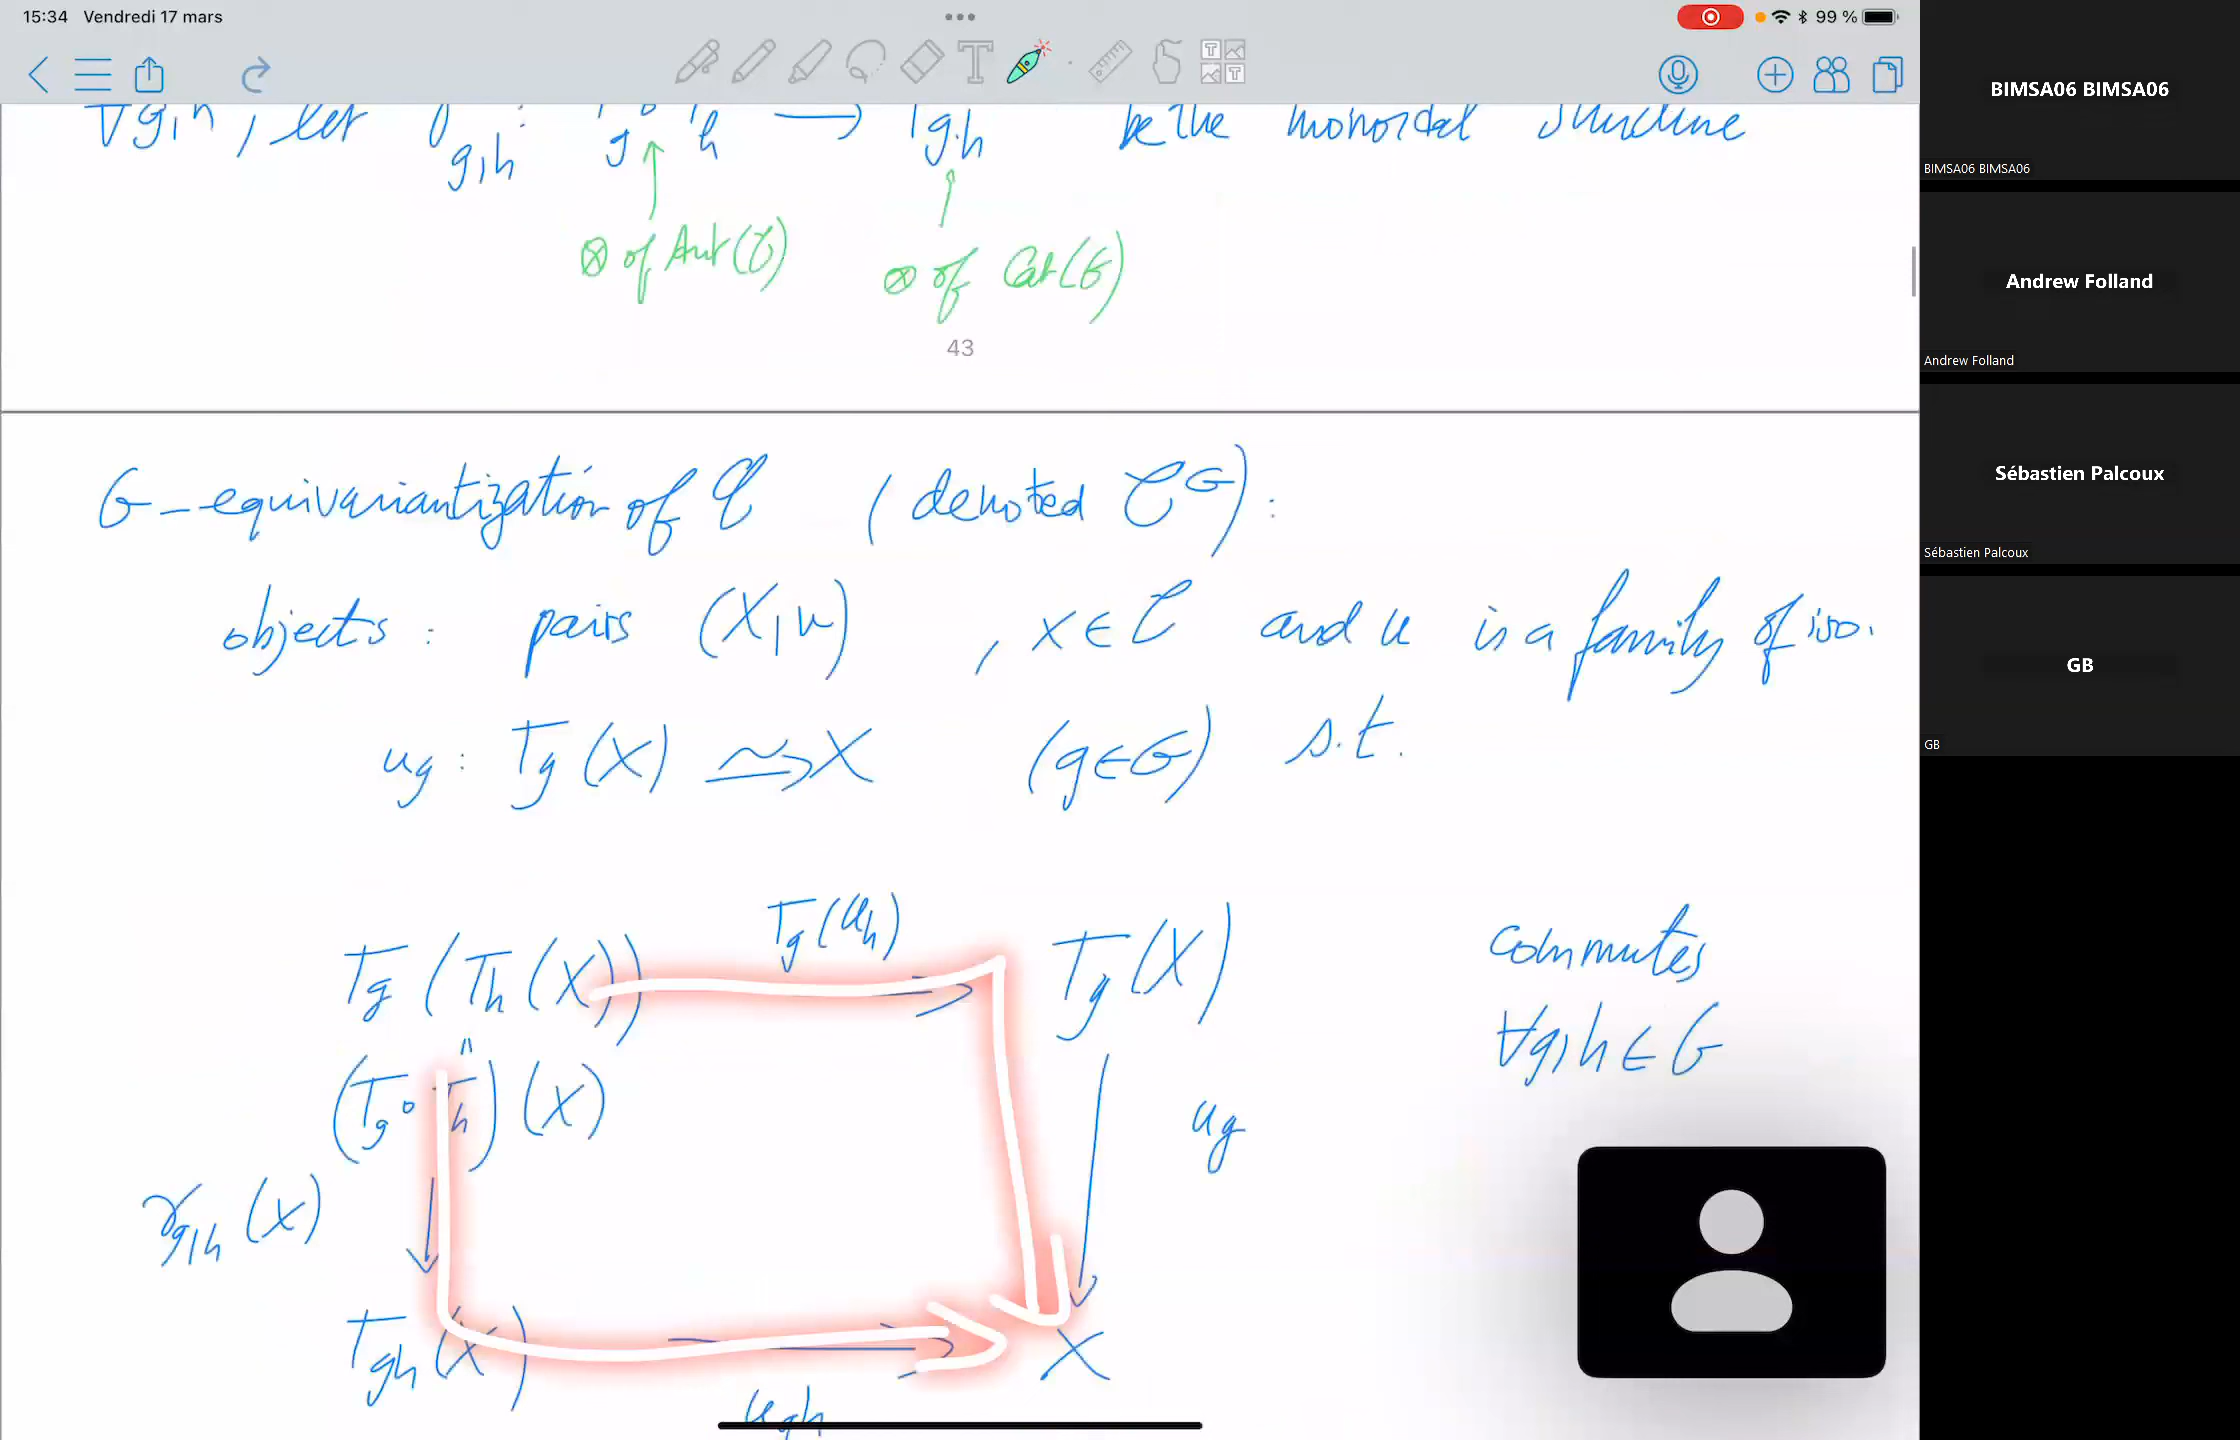 15:34 Vendredi 17 mars
99 %
∀g,h, let γ_{g,h} : T_g ∘ T_h → T_{g.h} be the monoidal structure
⊗ of Aut(𝒞) ⊗ of Cat(G)
43
G-equivariantization of 𝒞 (denoted 𝒞^G):
objects: pairs (X,u), X∈𝒞 and u is a family of iso.
u_g : T_g(X) ≃→ X (g∈G) s.t.
T_g(u_h)
T_g(T_h(X)) T_g(X) commutes
"
∀g,h∈G
(T_g∘T_h)(X)
u_g
γ_{g,h}(X)
T_{gh}(X) X
u_{gh}
BIMSA06 BIMSA06
BIMSA06 BIMSA06
Andrew Folland
Andrew Folland
Sébastien Palcoux
Sébastien Palcoux
GB
GB